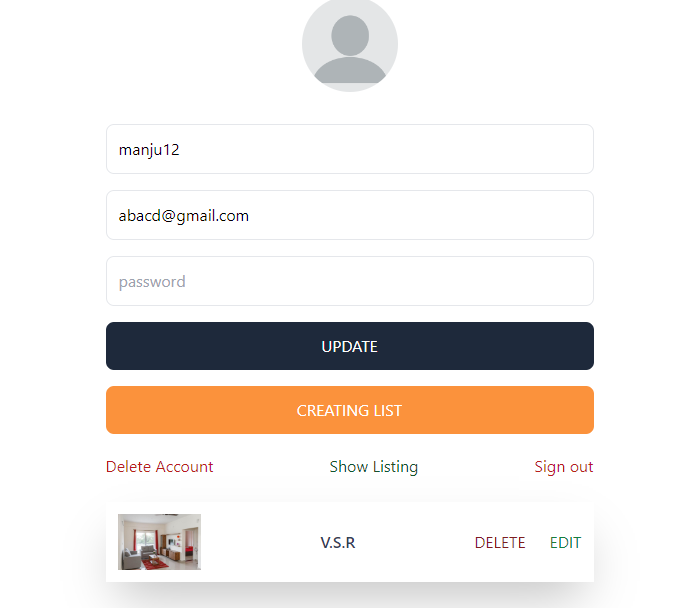 manju12
abacd@gmail.com
password
UPDATE
CREATING LIST
Delete Account Show Listing Sign out
V.S.R DELETE EDIT